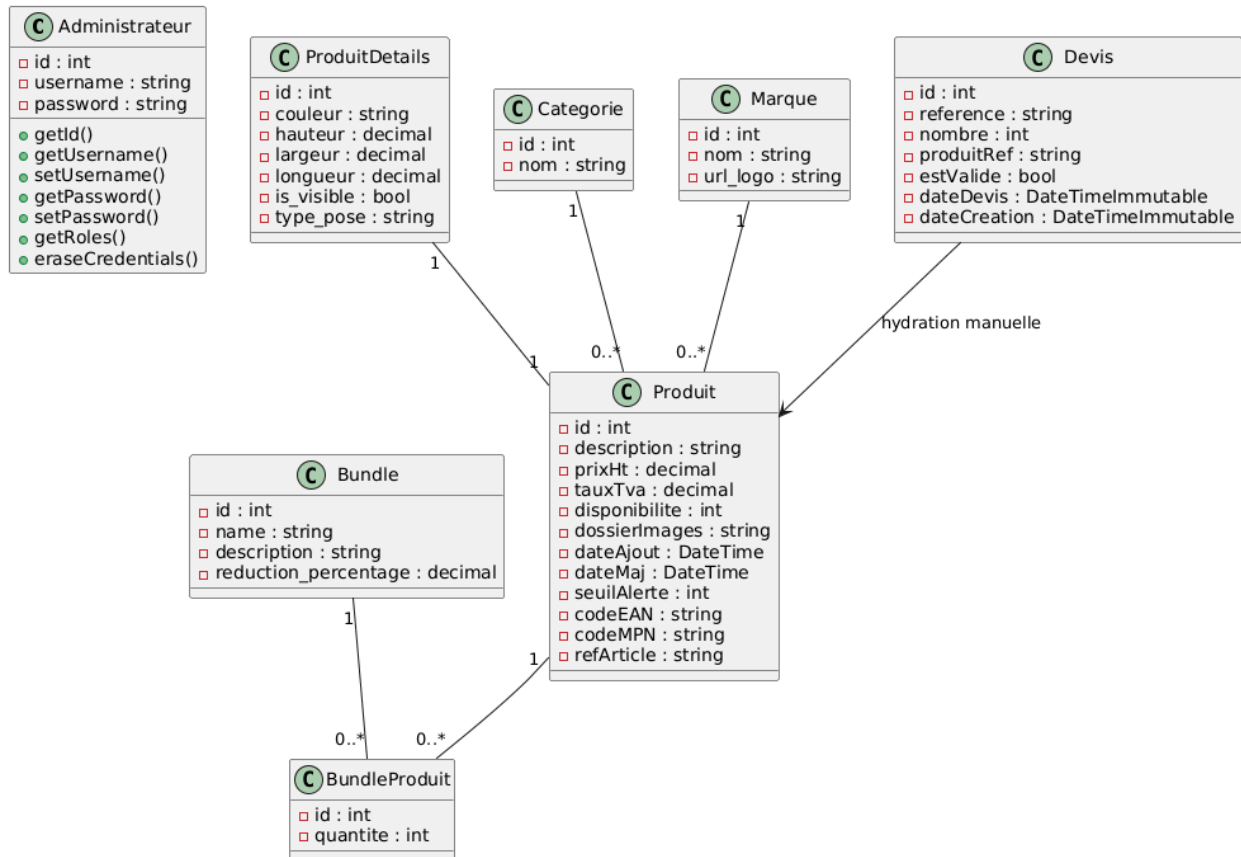 C Administrateur
id : int
username : string
password : string
getId()
getUsername()
setUsername()
getPassword()
setPassword()
getRoles()
eraseCredentials()
C ProduitDetails
id : int
couleur : string
hauteur : decimal
largeur : decimal
longueur : decimal
is_visible : bool
type_pose : string
C Categorie
id : int
nom : string
C Marque
id : int
nom : string
url_logo : string
C Devis
id : int
reference : string
nombre : int
produitRef : string
estValide : bool
dateDevis : DateTimeImmutable
dateCreation : DateTimeImmutable
1
1
1
hydration manuelle
1
0..*
0..*
C Produit
id : int
description : string
prixHt : decimal
tauxTva : decimal
disponibilite : int
dossierImages : string
dateAjout : DateTime
dateMaj : DateTime
seuilAlerte : int
codeEAN : string
codeMPN : string
refArticle : string
C Bundle
id : int
name : string
description : string
reduction_percentage : decimal
1
1
0..*
0..*
C BundleProduit
id : int
quantite : int